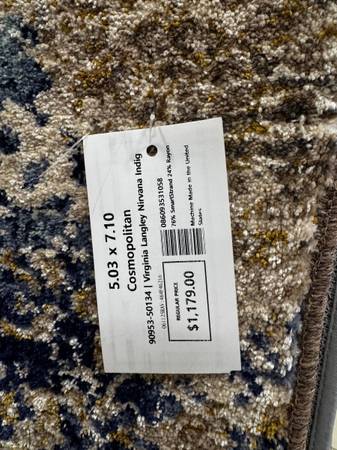 5.03 x 7.10
Cosmopolitan
90953-50134 | Virginia Langley Nirvana Indig
086093531058
76% SmartStrand 24% Rayon
Machine Made in the United
States
REGULAR PRICE
$1,179.00